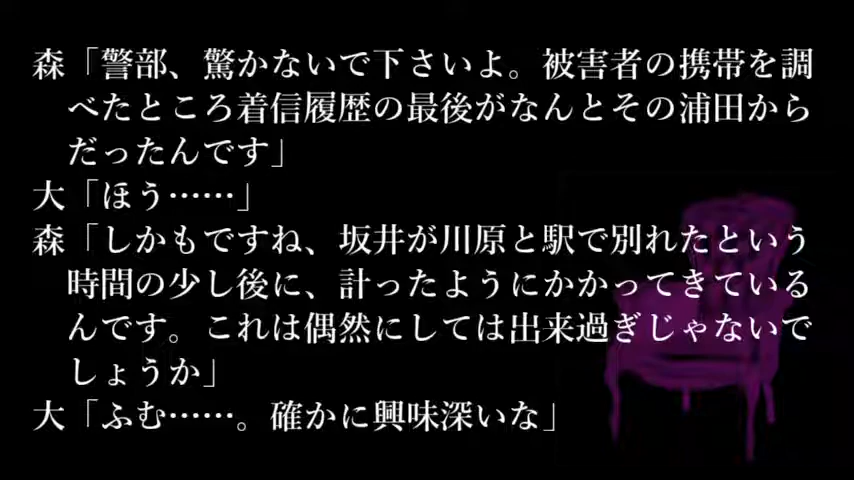 森「警部、驚かないで下さいよ。被害者の携帯を調
べたところ着信履歴の最後がなんとその浦田から
だったんです」
大「ほう……」
森「しかもですね、坂井が川原と駅で別れたという
時間の少し後に、計ったようにかかってきている
んです。これは偶然にしては出来過ぎじゃないで
しょうか」
大「ふむ……。確かに興味深いな」